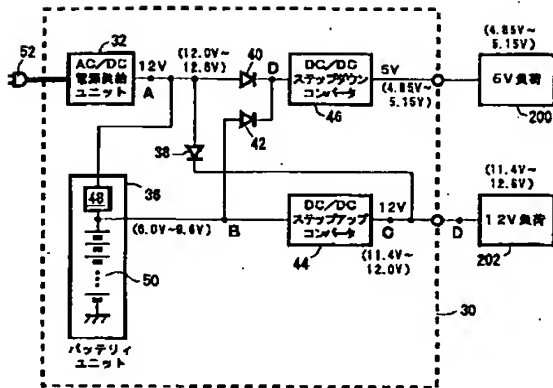 52
32
AC/DC
電源供給
ユニット
12V
A
(12.0V~
12.6V)
40
D
DC/DC
ステップダウン
コンバータ
46
5V
(4.85V~
5.15V)
(4.85V~
5.15V)
5V負荷
200
42
38
36
48
(6.0V~9.6V)
B
50
バッテリィ
ユニット
DC/DC
ステップアップ
コンバータ
44
12V
C
(11.4V~
12.0V)
D
(11.4V~
12.6V)
12V負荷
202
30